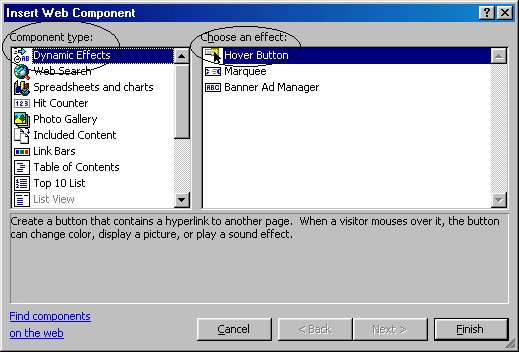 Insert Web Component
Component type:
Dynamic Effects
Web Search
Spreadsheets and charts
Hit Counter
Photo Gallery
Included Content
Link Bars
Table of Contents
Top 10 List
List View
Choose an effect:
Hover Button
Marquee
Banner Ad Manager
Create a button that contains a hyperlink to another page.  When a visitor mouses over it, the button
can change color, display a picture, or play a sound effect.
Find components
on the web
Cancel
< Back
Next >
Finish